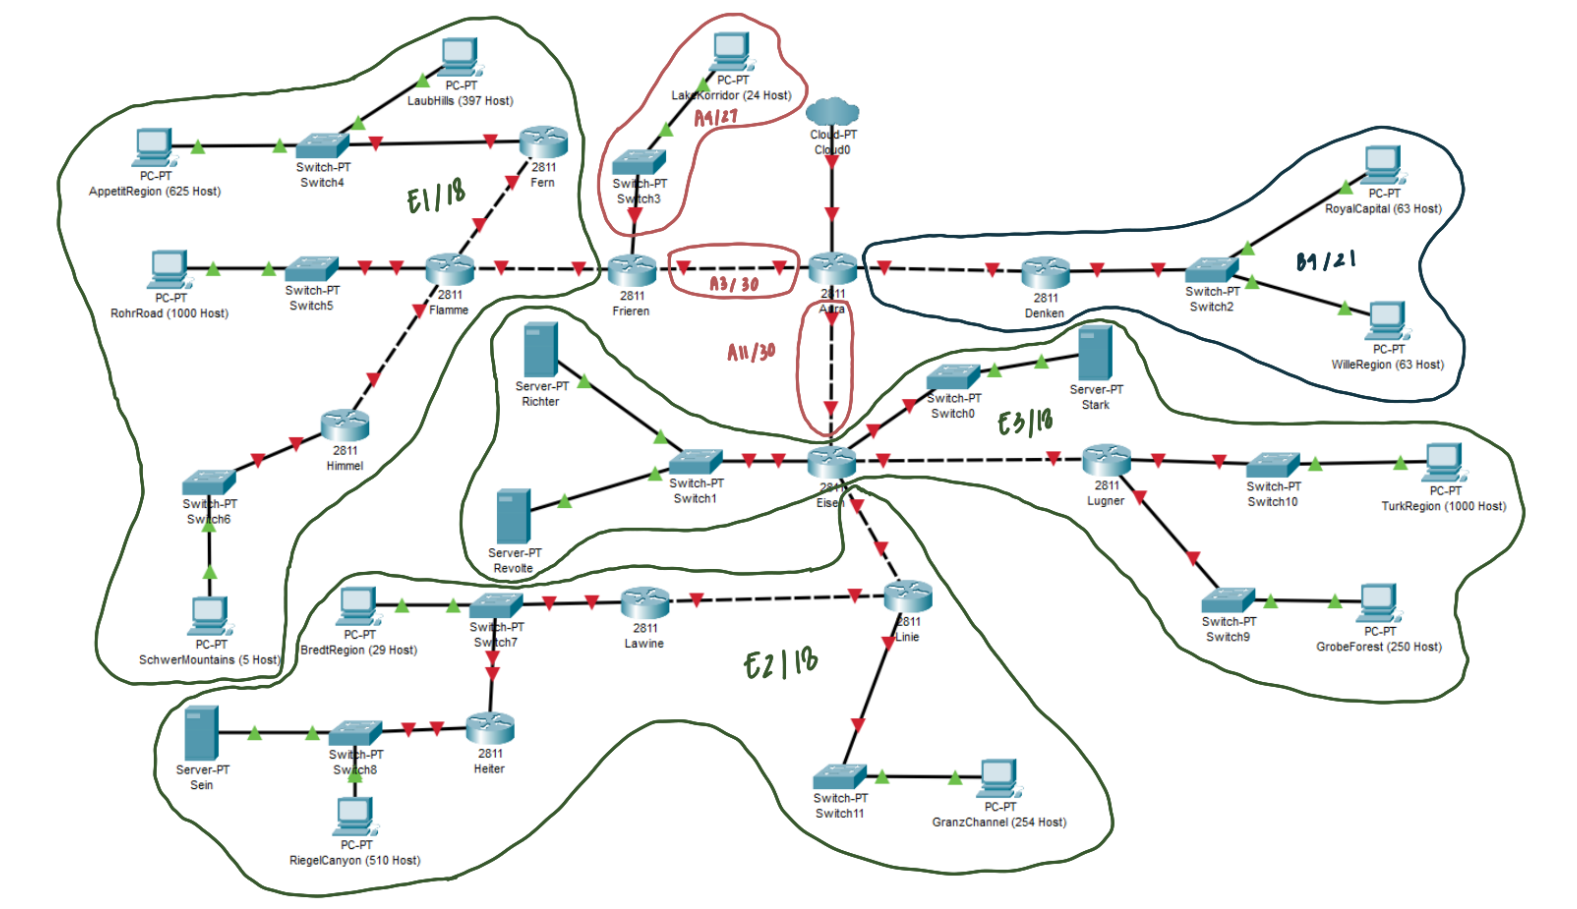 PC-PT
LaubHills (397 Host)
PC-PT
AppetitRegion (625 Host)
Switch-PT
Switch4
2811
Fern
E1/18
PC-PT
RohrRoad (1000 Host)
Switch-PT
Switch5
2811
Flamme
2811
Himmel
Switch-PT
Switch6
PC-PT
SchwerMountains (5 Host)
PC-PT
LakeKorridor (24 Host)
A4/27
Switch-PT
Switch3
2811
Frieren
A3/30
Cloud-PT
Cloud0
2811
Aura
A11/30
2811
Denken
B9/21
Switch-PT
Switch2
PC-PT
RoyalCapital (63 Host)
PC-PT
WilleRegion (63 Host)
Server-PT
Richter
Server-PT
Revolte
Switch-PT
Switch1
2811
Eisen
Switch-PT
Switch0
Server-PT
Stark
E3/18
2811
Lugner
Switch-PT
Switch10
PC-PT
TurkRegion (1000 Host)
Switch-PT
Switch9
PC-PT
GrobeForest (250 Host)
PC-PT
BredtRegion (29 Host)
Switch-PT
Switch7
2811
Lawine
2811
Linie
E2/18
2811
Heiter
Server-PT
Sein
Switch-PT
Switch8
PC-PT
RiegelCanyon (510 Host)
Switch-PT
Switch11
PC-PT
GranzChannel (254 Host)